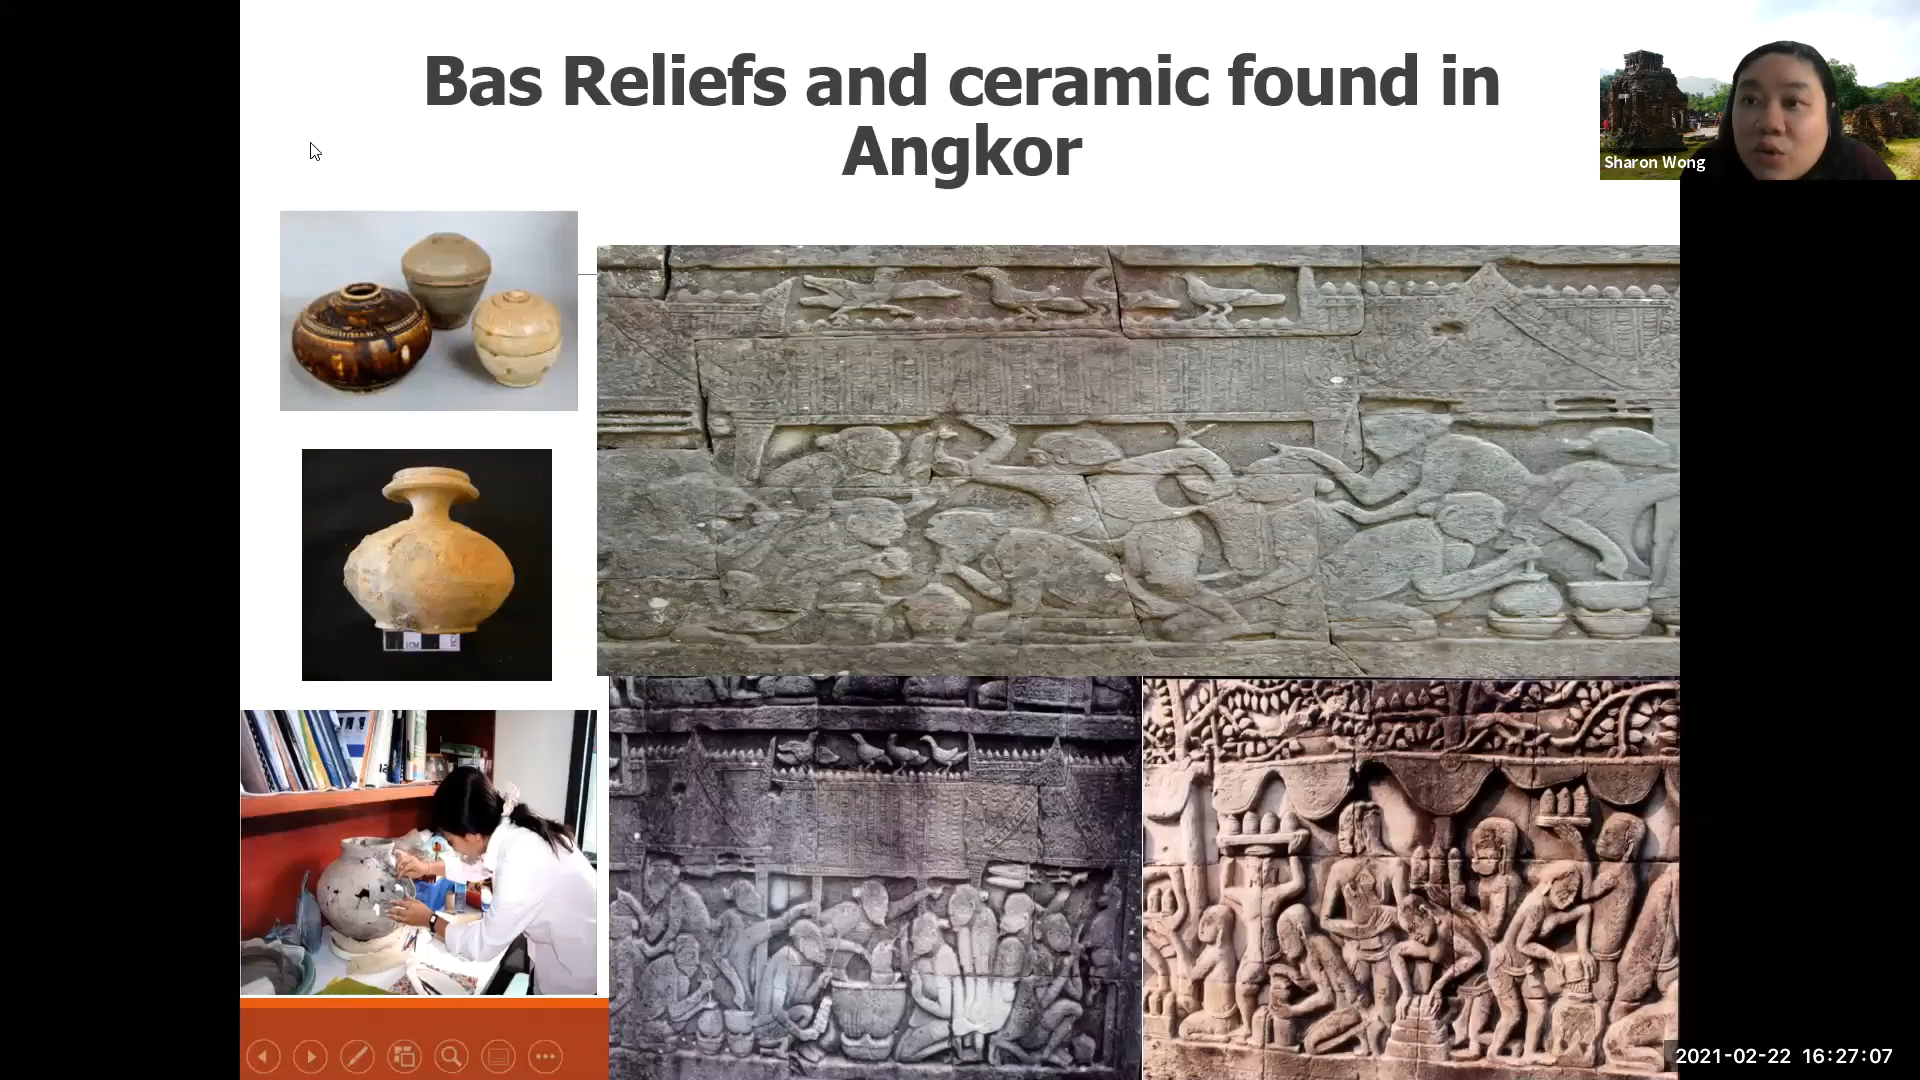 Bas Reliefs and ceramic found in
Angkor
Sharon Wong
2021-02-22 16:27:07